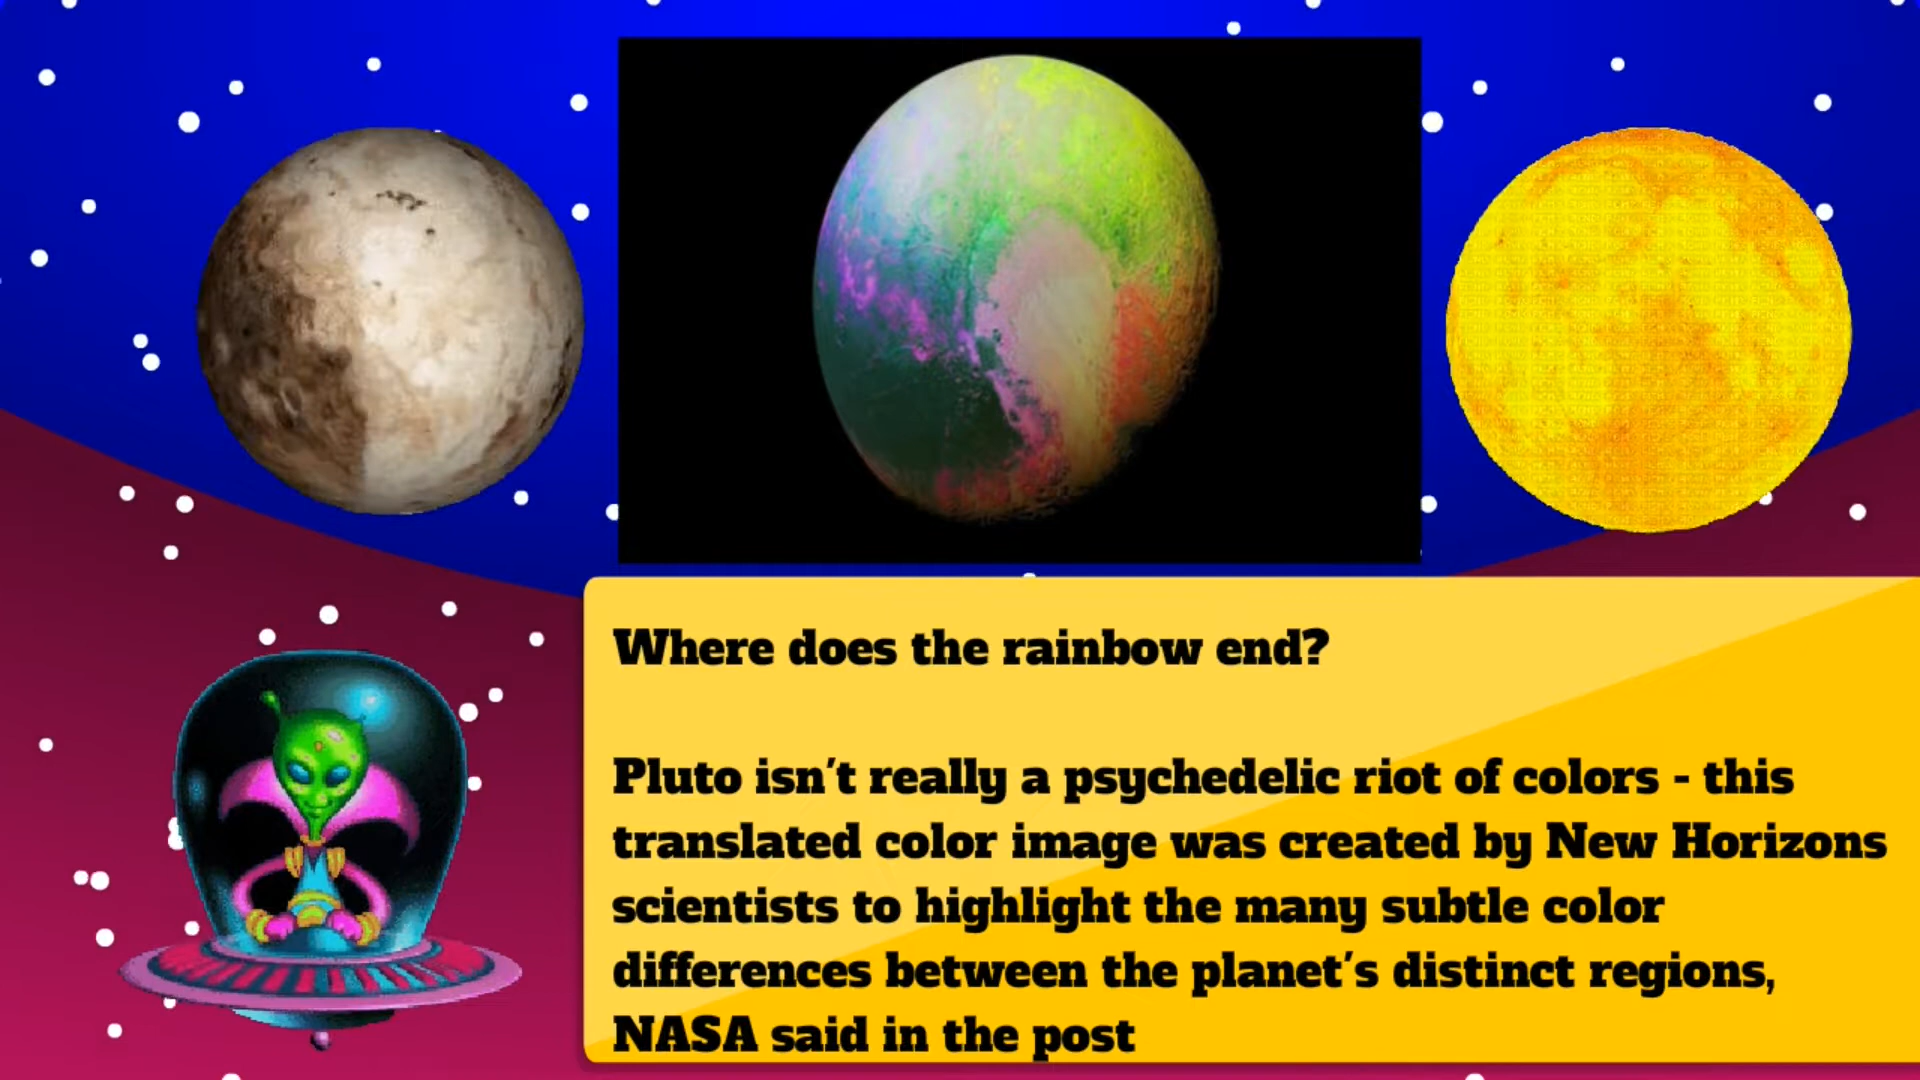 Where does the rainbow end?
Pluto isn't really a psychedelic riot of colors - this
translated color image was created by New Horizons
scientists to highlight the many subtle color
differences between the planet's distinct regions,
NASA said in the post